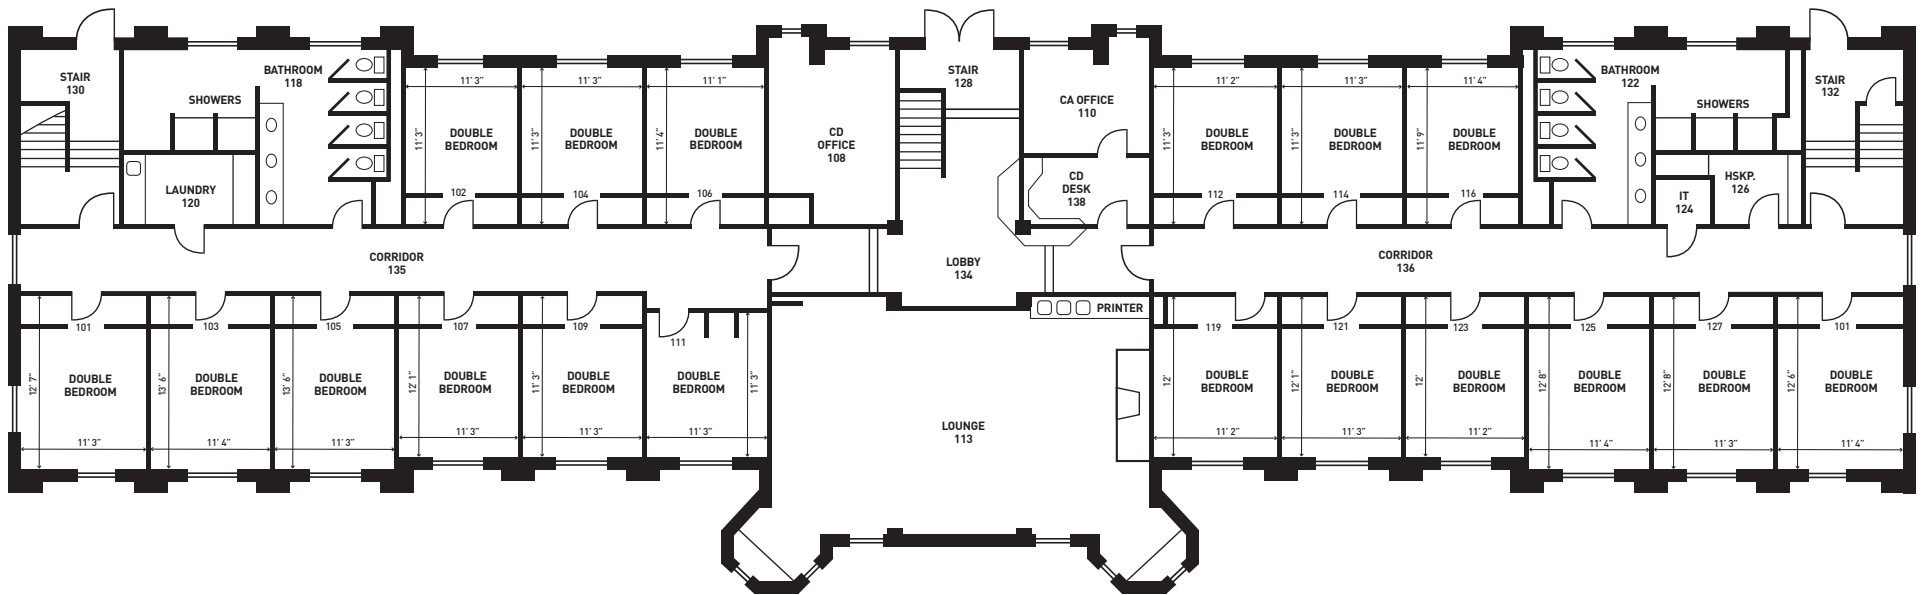 STAIR
130
BATHROOM
118
SHOWERS
LAUNDRY
120
11' 3"
11' 3"
DOUBLE
BEDROOM
102
11' 3"
11' 3"
DOUBLE
BEDROOM
104
11' 1"
11' 4"
DOUBLE
BEDROOM
106
CD
OFFICE
108
STAIR
128
CA OFFICE
110
CD
DESK
138
11' 2"
11' 3"
DOUBLE
BEDROOM
112
11' 3"
11' 3"
DOUBLE
BEDROOM
114
11' 4"
11' 9"
DOUBLE
BEDROOM
116
BATHROOM
122
SHOWERS
STAIR
132
HSKP.
126
IT
124
CORRIDOR
135
LOBBY
134
CORRIDOR
136
PRINTER
101
12' 7"
DOUBLE
BEDROOM
11' 3"
103
13' 6"
DOUBLE
BEDROOM
11' 4"
105
13' 6"
DOUBLE
BEDROOM
11' 3"
107
12' 1"
DOUBLE
BEDROOM
11' 3"
109
11' 3"
DOUBLE
BEDROOM
11' 3"
111
11' 3"
DOUBLE
BEDROOM
11' 3"
LOUNGE
113
119
12'
DOUBLE
BEDROOM
11' 2"
121
12' 1"
DOUBLE
BEDROOM
11' 3"
123
12'
DOUBLE
BEDROOM
11' 2"
125
12' 8"
DOUBLE
BEDROOM
11' 4"
127
12' 8"
DOUBLE
BEDROOM
11' 3"
101
12' 6"
DOUBLE
BEDROOM
11' 4"